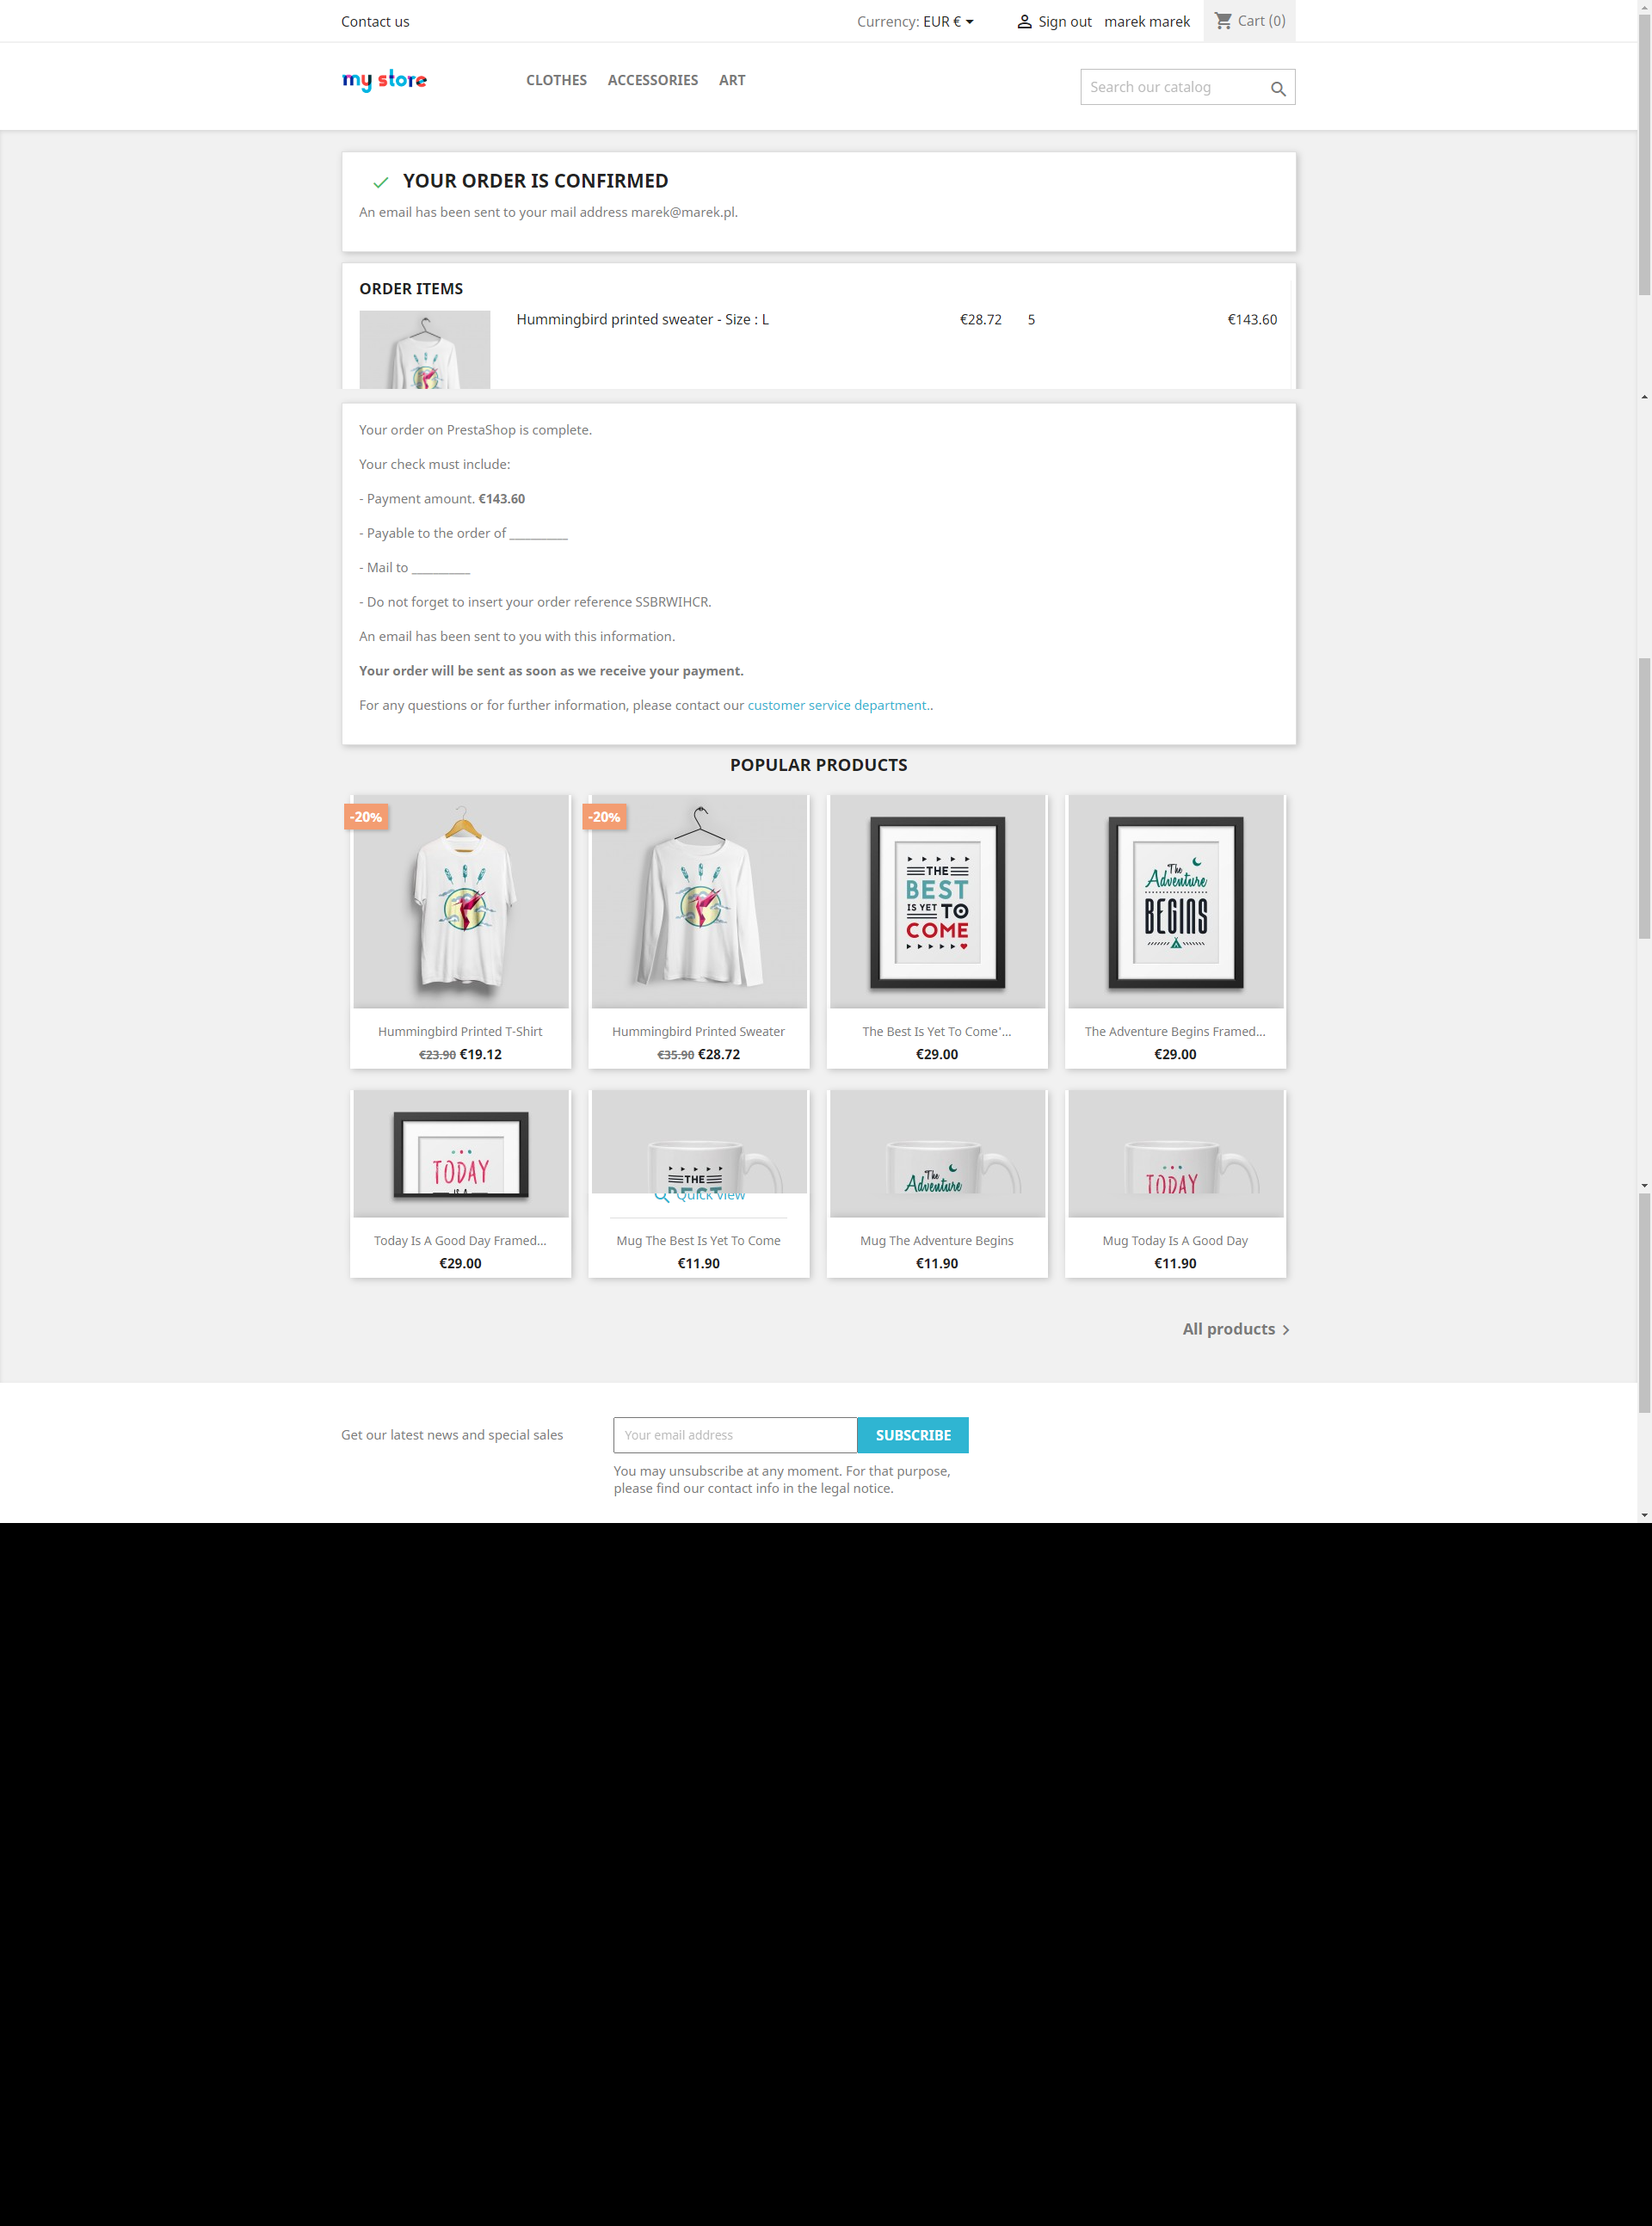 Contact us
Currency: EUR €
Sign out
marek marek
Cart (0)
my store
CLOTHES
ACCESSORIES
ART
Search our catalog
YOUR ORDER IS CONFIRMED
An email has been sent to your mail address marek@marek.pl.
ORDER ITEMS
Hummingbird printed sweater - Size : L €28.72 5 €143.60
Your order on PrestaShop is complete.
Your check must include:
- Payment amount. €143.60
- Payable to the order of __________
- Mail to __________
- Do not forget to insert your order reference SSBRWIHCR.
An email has been sent to you with this information.
Your order will be sent as soon as we receive your payment.
For any questions or for further information, please contact our customer service department..
POPULAR PRODUCTS
-20%
-20%
THE
BEST
IS YET TO
COME
The
Adventure
BEGINS
Hummingbird Printed T-Shirt
€23.90 €19.12
Hummingbird Printed Sweater
€35.90 €28.72
The Best Is Yet To Come'...
€29.00
The Adventure Begins Framed...
€29.00
TODAY
IS A
THE
BEST
The
Adventure
TODAY
Quick view
Today Is A Good Day Framed...
€29.00
Mug The Best Is Yet To Come
€11.90
Mug The Adventure Begins
€11.90
Mug Today Is A Good Day
€11.90
All products
Get our latest news and special sales
Your email address
SUBSCRIBE
You may unsubscribe at any moment. For that purpose,
please find our contact info in the legal notice.